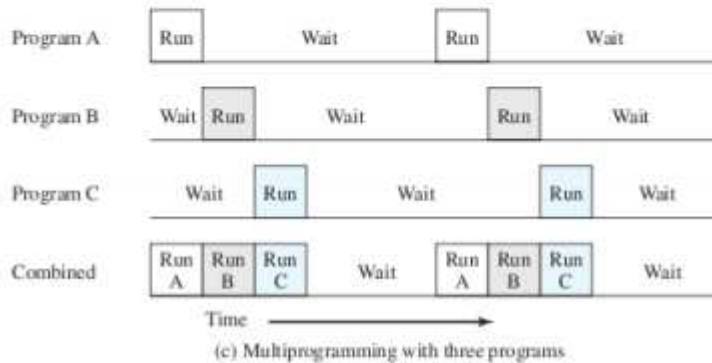 Program A Run Wait Run Wait
Program B Wait Run Wait Run Wait
Program C Wait Run Wait Run Wait
Combined Run A Run B Run C Wait Run A Run B Run C Wait
Time
(c) Multiprogramming with three programs